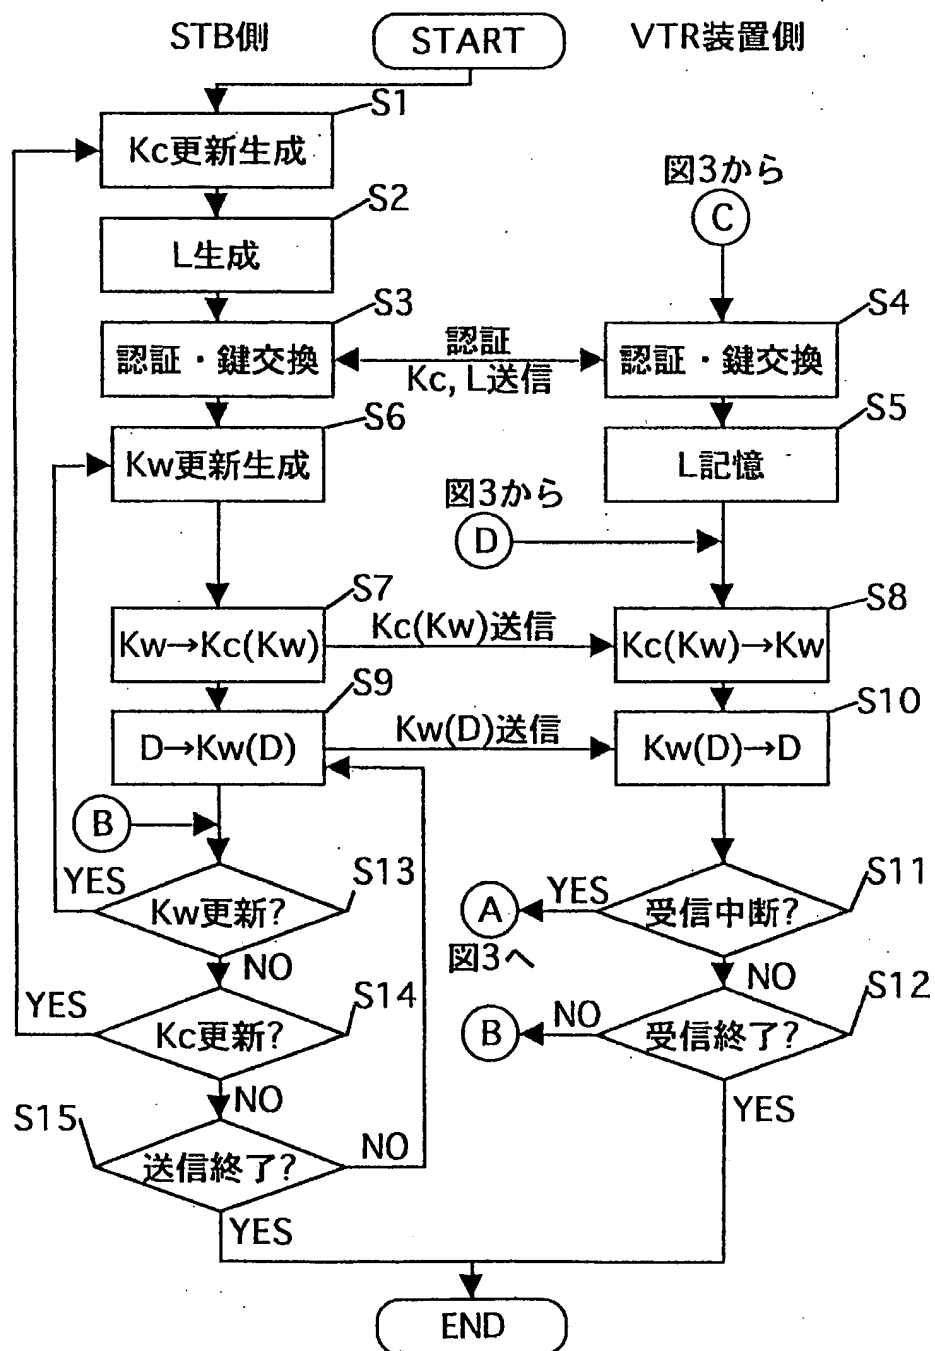 STB側
START
VTR装置側
S1
Kc更新生成
図3から
C
S2
L生成
S3
S4
認証・鍵交換
認証
Kc, L送信
認証・鍵交換
S6
S5
Kw更新生成
L記憶
図3から
D
S7
S8
Kw→Kc(Kw)
Kc(Kw)送信
Kc(Kw)→Kw
S9
S10
D→Kw(D)
Kw(D)送信
Kw(D)→D
B
YES
S13
Kw更新?
NO
A
図3へ
YES
S11
受信中断?
NO
YES
S14
Kc更新?
NO
B
NO
S12
受信終了?
YES
S15
送信終了?
NO
YES
END